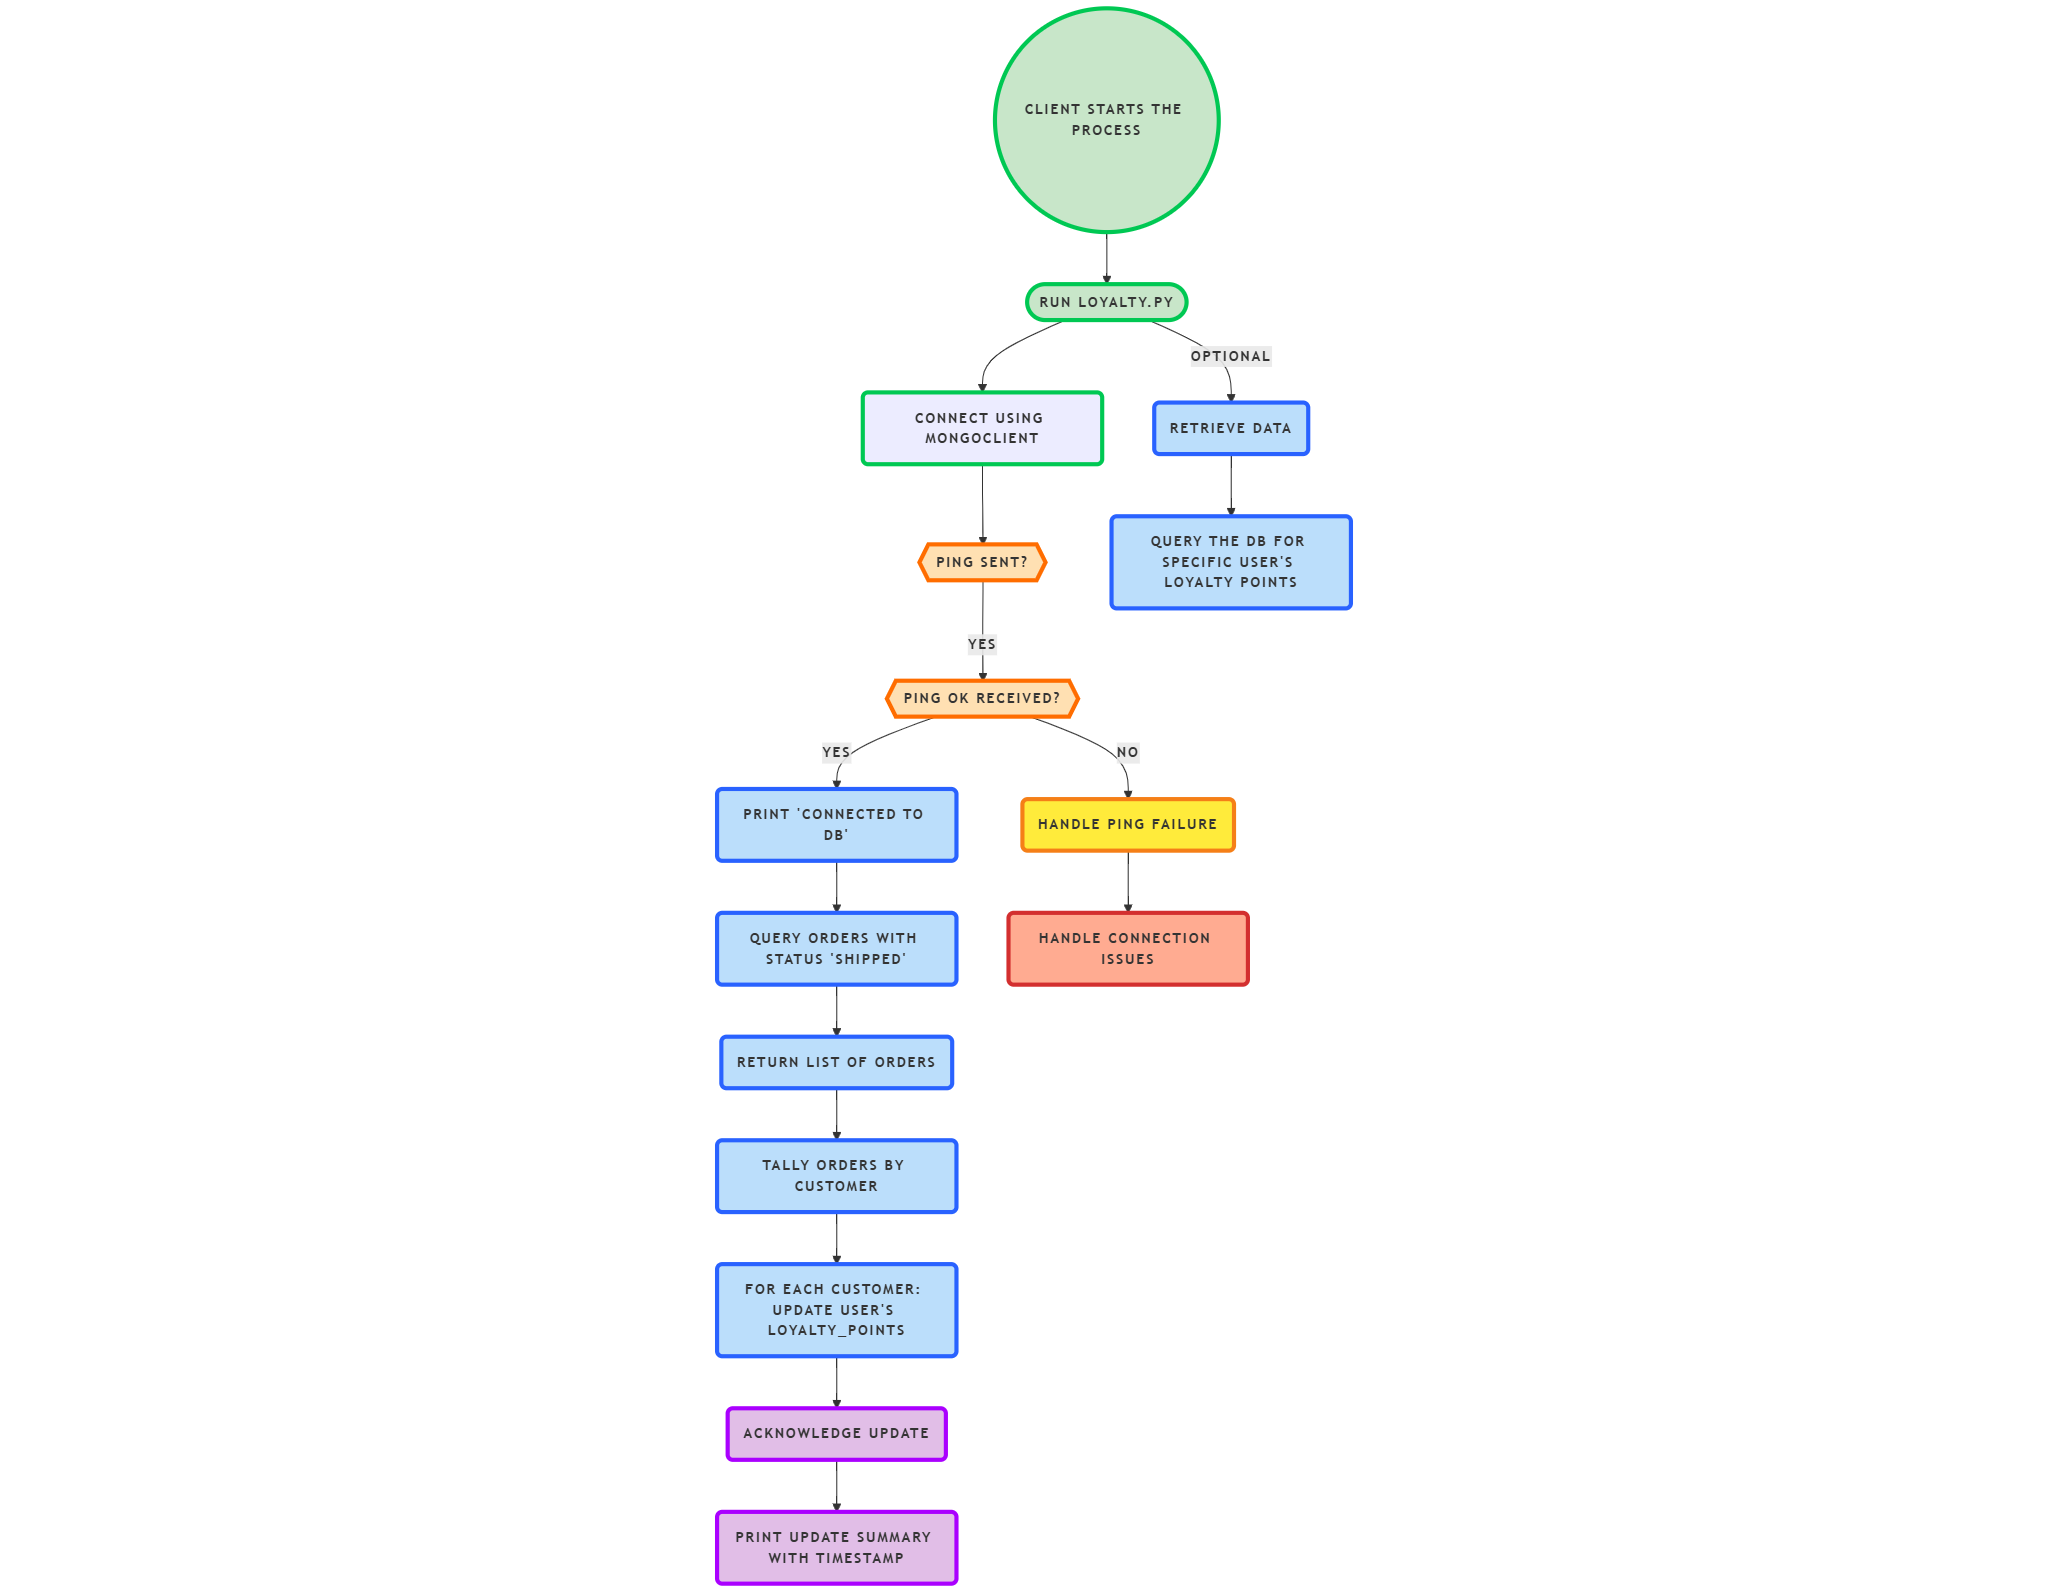 CLIENT STARTS THE
PROCESS
RUN LOYALTY.PY
OPTIONAL
CONNECT USING
MONGOCLIENT
RETRIEVE DATA
QUERY THE DB FOR
SPECIFIC USER'S
LOYALTY POINTS
PING SENT?
YES
PING OK RECEIVED?
YES
NO
PRINT 'CONNECTED TO
DB'
HANDLE PING FAILURE
QUERY ORDERS WITH
STATUS 'SHIPPED'
HANDLE CONNECTION
ISSUES
RETURN LIST OF ORDERS
TALLY ORDERS BY
CUSTOMER
FOR EACH CUSTOMER:
UPDATE USER'S
LOYALTY_POINTS
ACKNOWLEDGE UPDATE
PRINT UPDATE SUMMARY
WITH TIMESTAMP